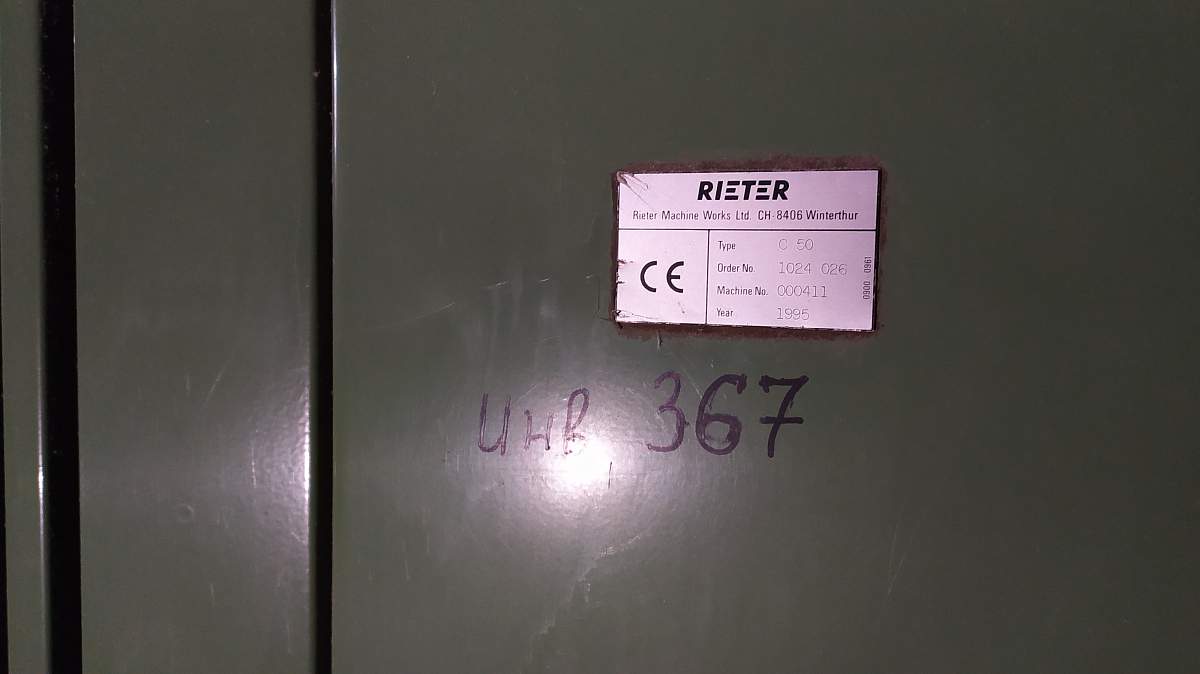 RIETER
Rieter Machine Works Ltd. CH-8406 Winterthur
CE
Type C 50
Order No. 1024 026
Machine No. 000411
Year 1995
0900 0961
Инв 367